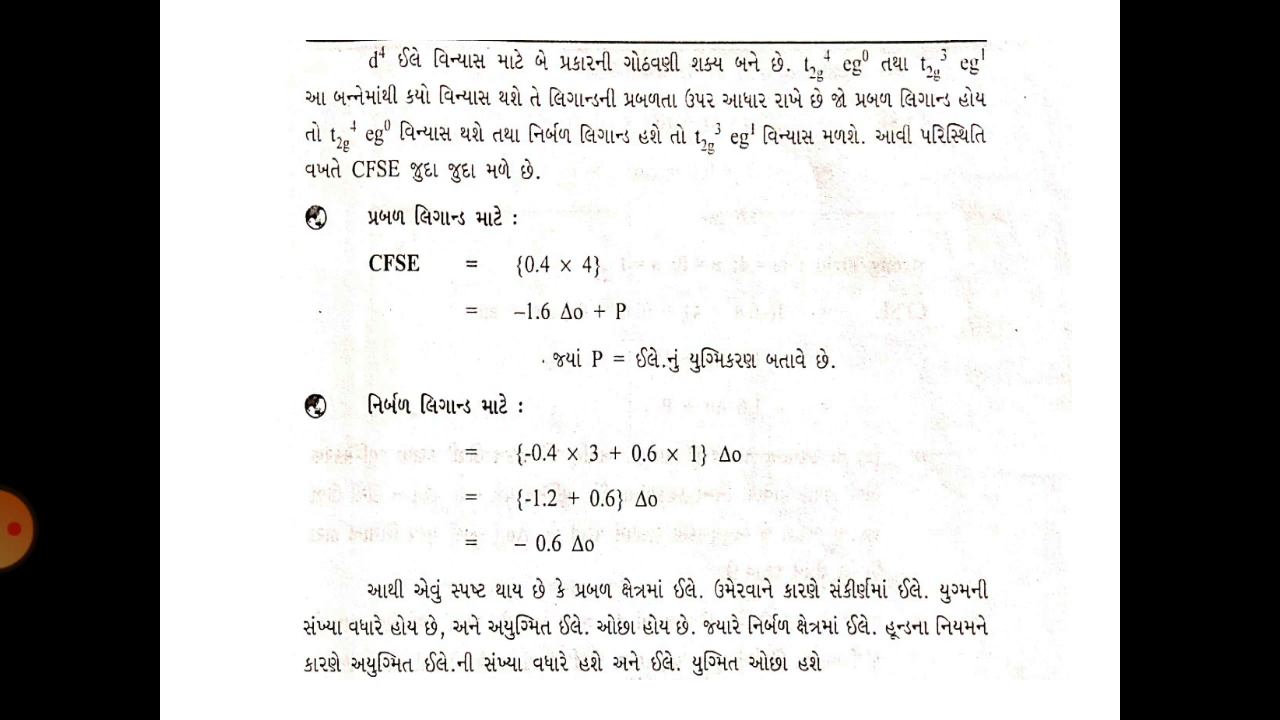 d⁴ ઈલે વિન્યાસ માટે બે પ્રકારની ગોઠવણી શક્ય બને છે. t₂g⁴ eg⁰ તથા t₂g³ eg¹
આ બન્નેમાંથી કયો વિન્યાસ થશે તે લિગાન્ડની પ્રબળતા ઉપર આધાર રાખે છે જો પ્રબળ લિગાન્ડ હોય
તો t₂g⁴ eg⁰ વિન્યાસ થશે તથા નિર્બળ લિગાન્ડ હશે તો t₂g³ eg¹ વિન્યાસ મળશે. આવી પરિસ્થિતિ
વખતે CFSE જુદા જુદા મળે છે.
પ્રબળ લિગાન્ડ માટે :
CFSE = {0.4 × 4}
= –1.6 Δo + P
જ્યાં P = ઈલે.નું યુગ્મિકરણ બતાવે છે.
નિર્બળ લિગાન્ડ માટે :
= {-0.4 × 3 + 0.6 × 1} Δo
= {-1.2 + 0.6} Δo
= – 0.6 Δo
આથી એવું સ્પષ્ટ થાય છે કે પ્રબળ ક્ષેત્રમાં ઈલે. ઉમેરવાને કારણે સંકીર્ણમાં ઈલે. યુગ્મની
સંખ્યા વધારે હોય છે, અને અયુગ્મિત ઈલે. ઓછા હોય છે. જ્યારે નિર્બળ ક્ષેત્રમાં ઈલે. હૂન્ડના નિયમને
કારણે અયુગ્મિત ઈલે.ની સંખ્યા વધારે હશે અને ઈલે. યુગ્મિત ઓછા હશે